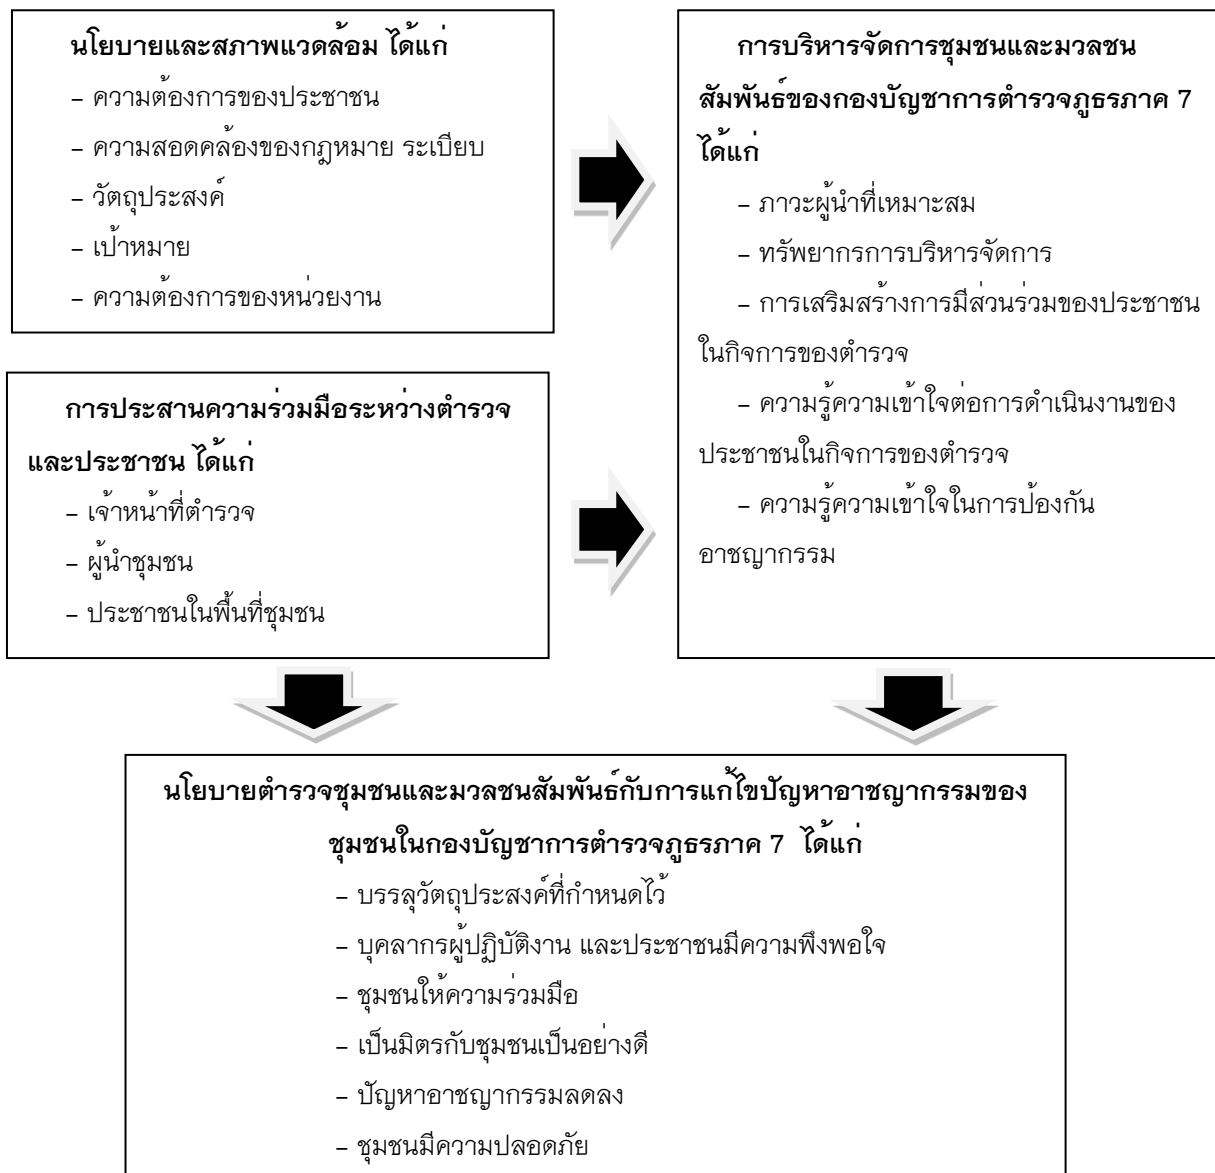 นโยบายและสภาพแวดล้อม ได้แก่
– ความต้องการของประชาชน
– ความสอดคล้องของกฎหมาย ระเบียบ
– วัตถุประสงค์
– เป้าหมาย
– ความต้องการของหน่วยงาน
การประสานความร่วมมือระหว่างตำรวจ
และประชาชน ได้แก่
– เจ้าหน้าที่ตำรวจ
– ผู้นำชุมชน
– ประชาชนในพื้นที่ชุมชน
การบริหารจัดการชุมชนและมวลชน
สัมพันธ์ของกองบัญชาการตำรวจภูธรภาค 7
ได้แก่
– ภาวะผู้นำที่เหมาะสม
– ทรัพยากรการบริหารจัดการ
– การเสริมสร้างการมีส่วนร่วมของประชาชน
ในกิจการของตำรวจ
– ความรู้ความเข้าใจต่อการดำเนินงานของ
ประชาชนในกิจการของตำรวจ
– ความรู้ความเข้าใจในการป้องกัน
อาชญากรรม
นโยบายตำรวจชุมชนและมวลชนสัมพันธ์กับการแก้ไขปัญหาอาชญากรรมของ
ชุมชนในกองบัญชาการตำรวจภูธรภาค 7 ได้แก่
– บรรลุวัตถุประสงค์ที่กำหนดไว้
– บุคลากรผู้ปฏิบัติงาน และประชาชนมีความพึงพอใจ
– ชุมชนให้ความร่วมมือ
– เป็นมิตรกับชุมชนเป็นอย่างดี
– ปัญหาอาชญากรรมลดลง
– ชุมชนมีความปลอดภัย